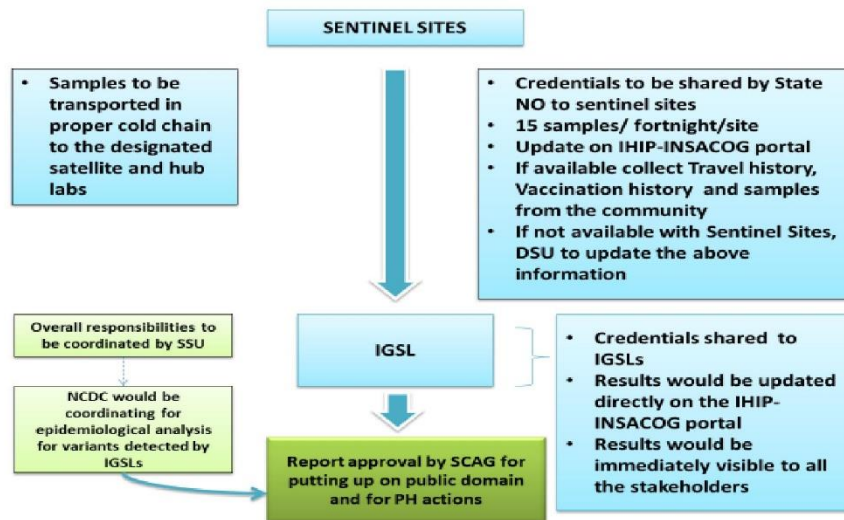 SENTINEL SITES
• Samples to be
transported in
proper cold chain
to the designated
satellite and hub
labs
• Credentials to be shared by State
NO to sentinel sites
• 15 samples/ fortnight/site
• Update on IHIP-INSACOG portal
• If available collect Travel history,
Vaccination history and samples
from the community
• If not available with Sentinel Sites,
DSU to update the above
information
Overall responsibilities to
be coordinated by SSU
NCDC would be
coordinating for
epidemiological analysis
for variants detected by
IGSLs
IGSL
• Credentials shared to
IGSLs
• Results would be updated
directly on the IHIP-
INSACOG portal
• Results would be
immediately visible to all
the stakeholders
Report approval by SCAG for
putting up on public domain
and for PH actions